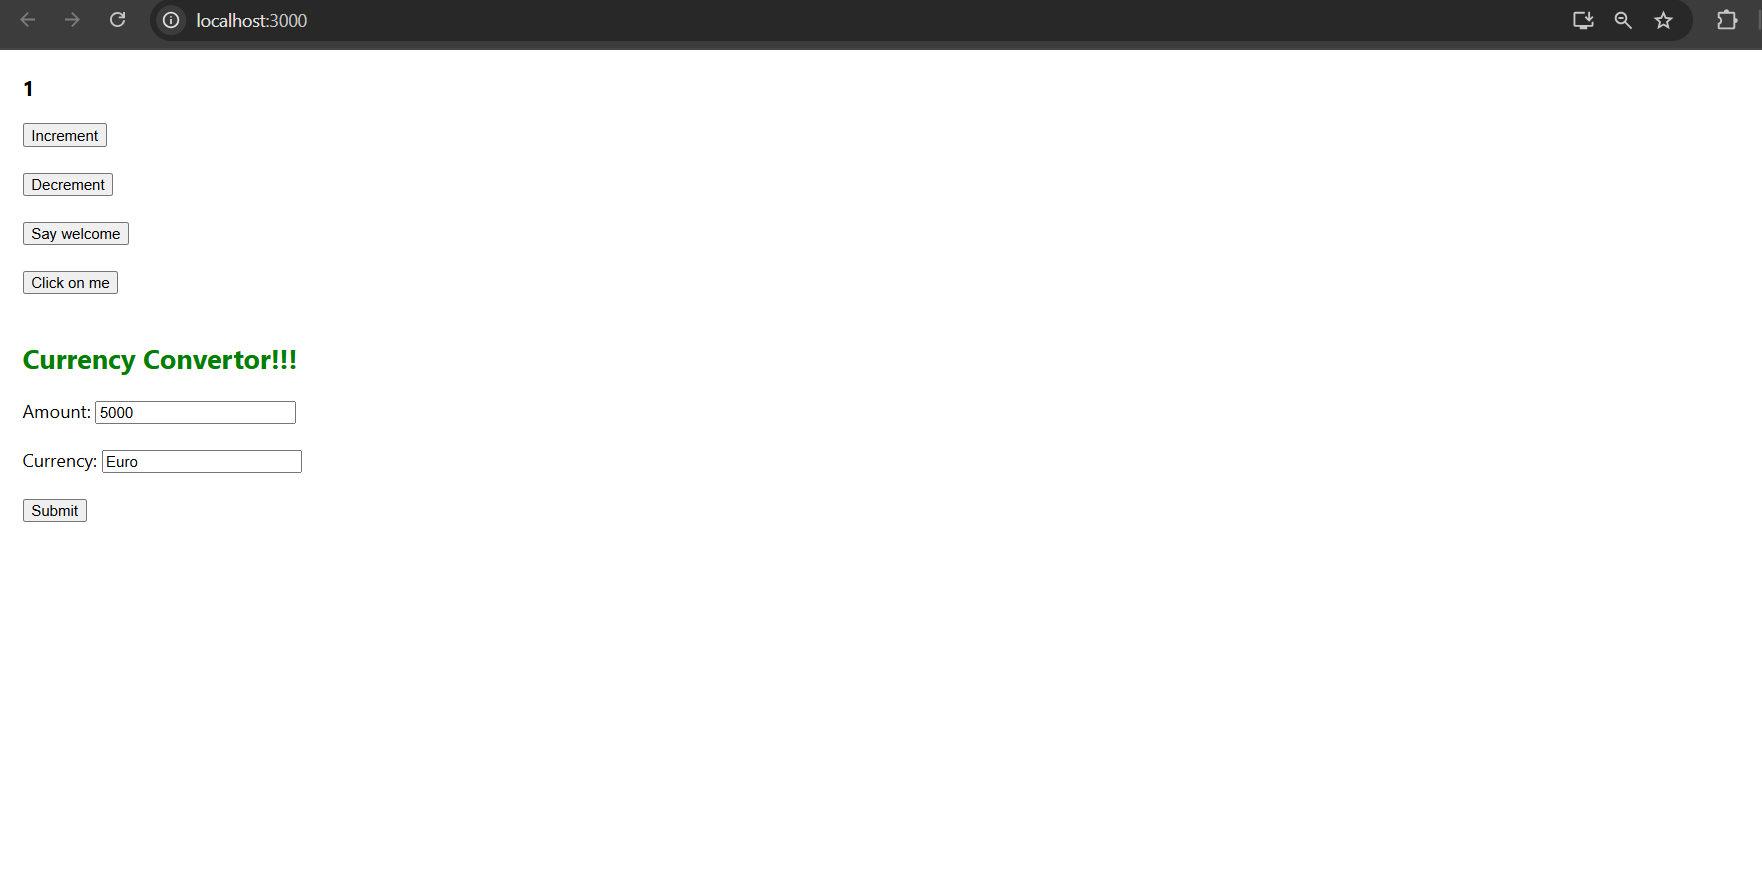 localhost:3000
1
Increment
Decrement
Say welcome
Click on me
Currency Convertor!!!
Amount: 5000
Currency: Euro
Submit